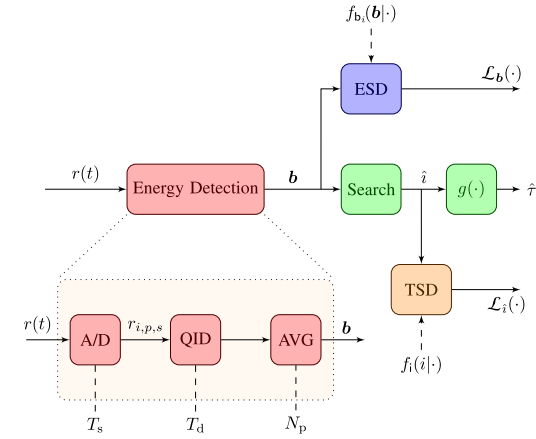 f_{b_i}(b|·)
ESD
ℒ_b(·)
r(t)
Energy Detection
b
Search
î
g(·)
τ̂
TSD
ℒ_î(·)
f_i(i|·)
r(t)
A/D
r_{i,p,s}
QID
AVG
b
T_s
T_d
N_p